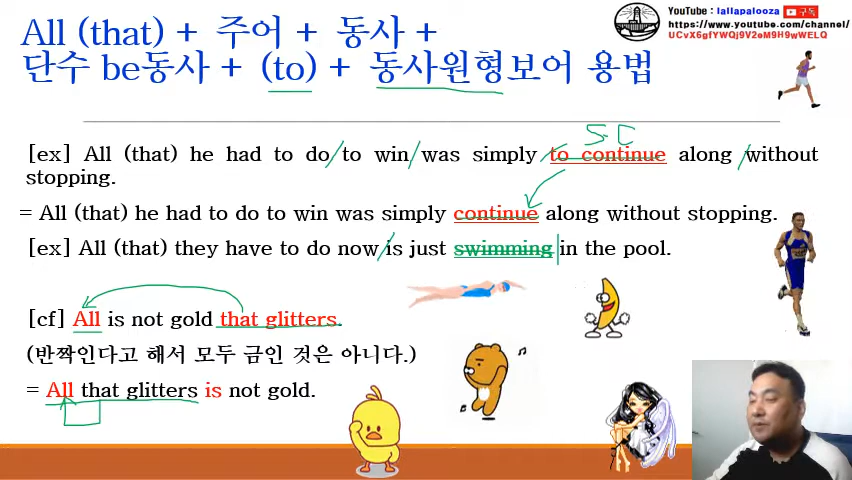 YouTube : lallapalooza 구독
https://www.youtube.com/channel/
UCvX6gfYWQj9V2eM9H9wWELQ
All (that) + 주어 + 동사 +
단수 be동사 + (to) + 동사원형보어 용법
S.C
[ex] All (that) he had to do to win was simply to continue along without
stopping.
= All (that) he had to do to win was simply continue along without stopping.
[ex] All (that) they have to do now is just swimming in the pool.
[cf] All is not gold that glitters.
(반짝인다고 해서 모두 금인 것은 아니다.)
= All that glitters is not gold.